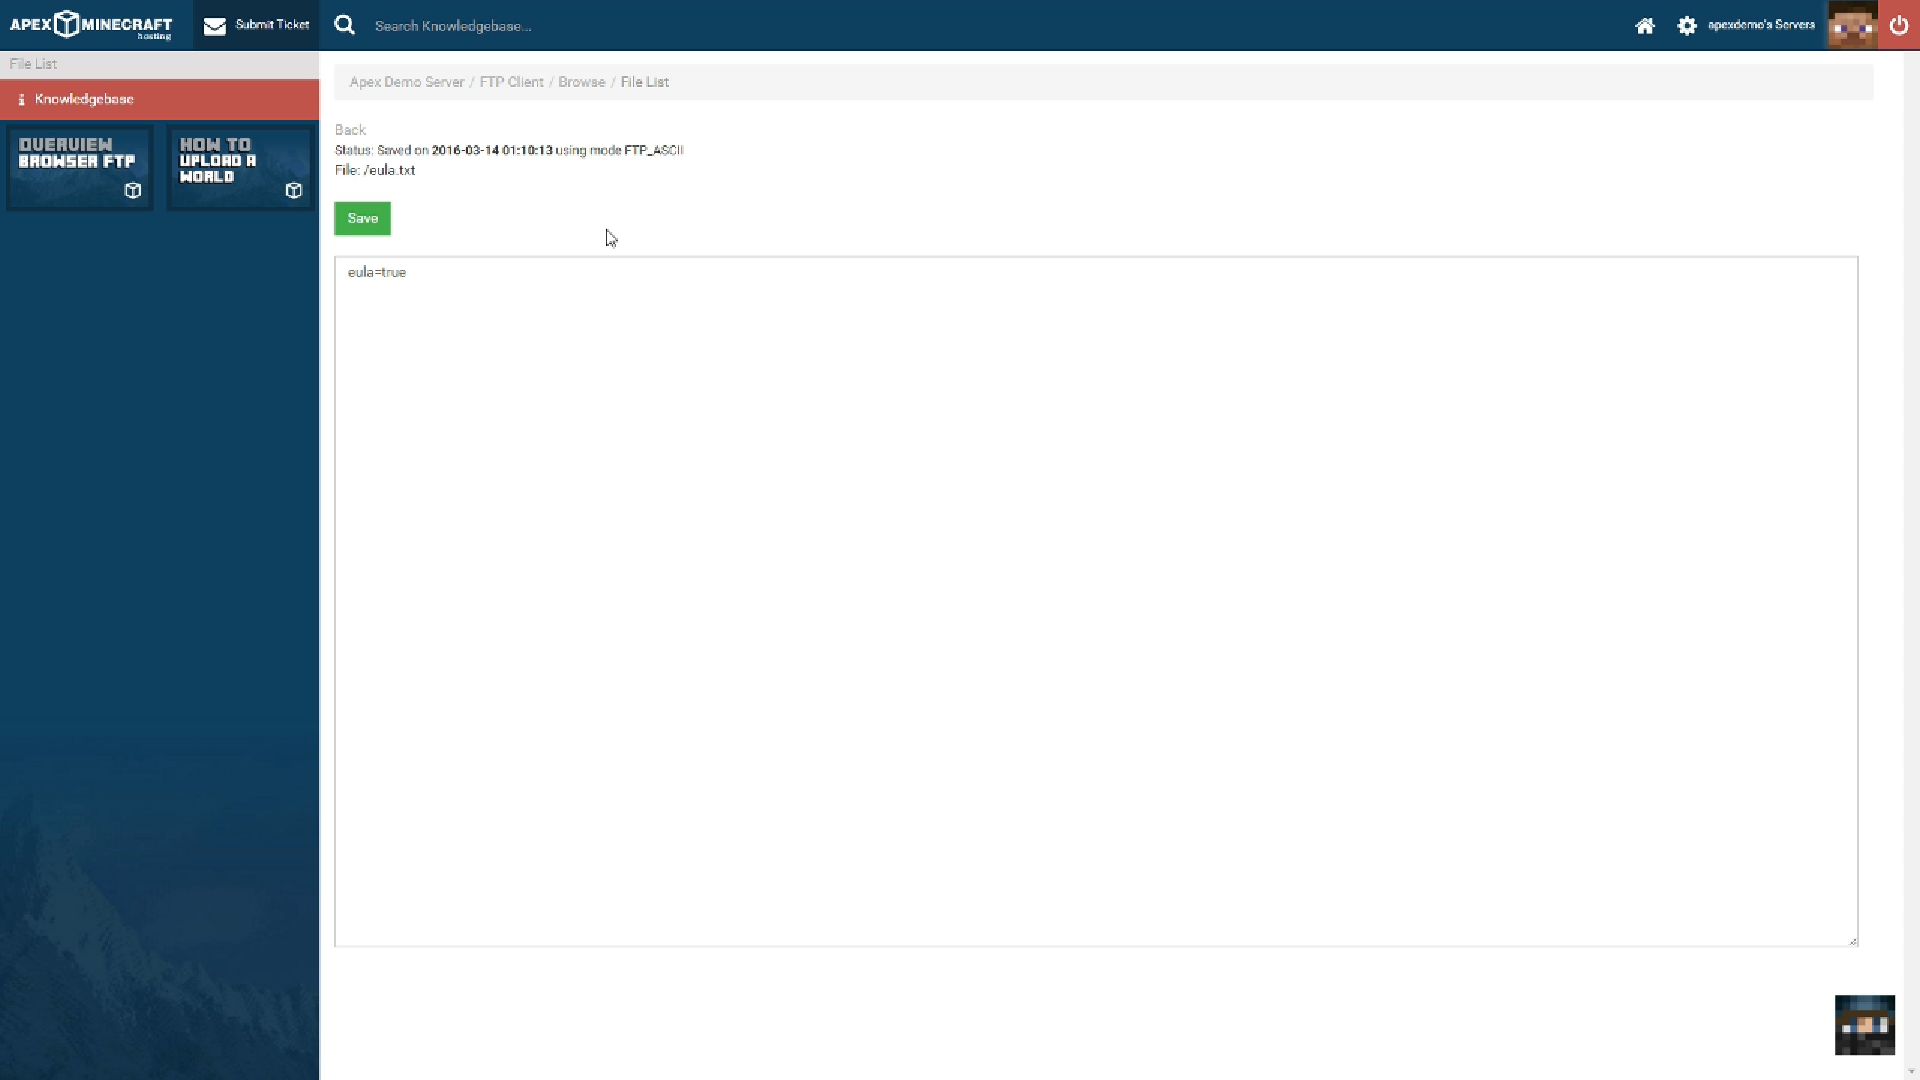 APEX MINECRAFT
hosting
Submit Ticket
Search Knowledgebase...
apexdemo's Servers
File List
Knowledgebase
OVERVIEW
BROWSER FTP
HOW TO
UPLOAD A
WORLD
Apex Demo Server / FTP Client / Browse / File List
Back
Status: Saved on 2016-03-14 01:10:13 using mode FTP_ASCII
File: /eula.txt
Save
eula=true